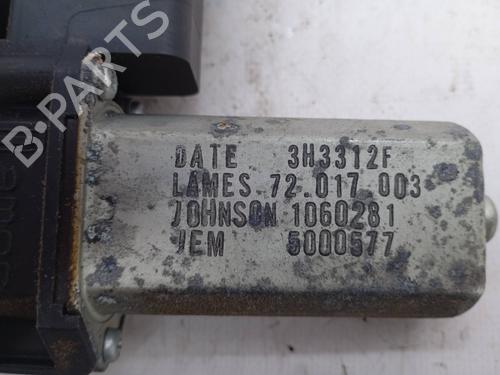 B-PARTS
DATE 3H3312F
LAMES 72.017 003
JOHNSON 1060281
JEM 5000577